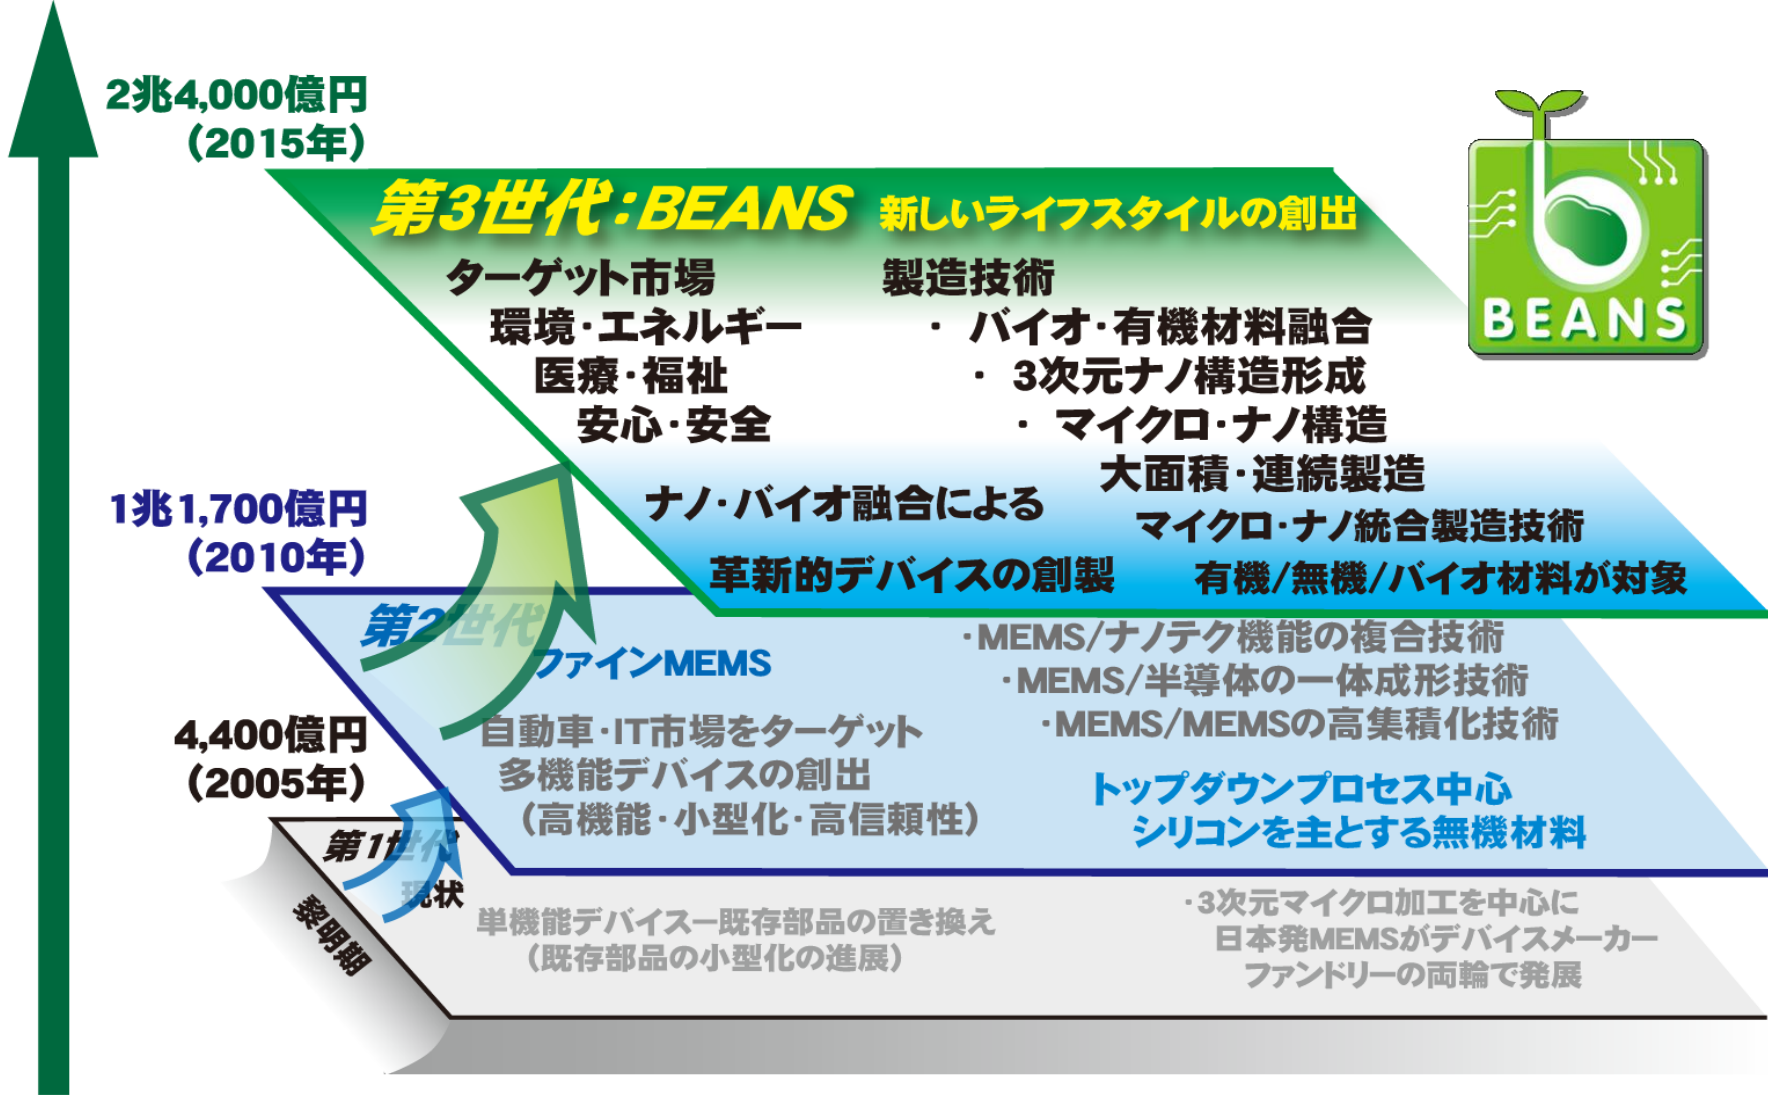 2兆4,000億円
（2015年）
第3世代：BEANS 新しいライフスタイルの創出
ターゲット市場
環境・エネルギー
医療・福祉
安心・安全
製造技術
・ バイオ・有機材料融合
・ 3次元ナノ構造形成
・ マイクロ・ナノ構造
大面積・連続製造
ナノ・バイオ融合による
革新的デバイスの創製
マイクロ・ナノ統合製造技術
有機/無機/バイオ材料が対象
BEANS
1兆1,700億円
（2010年）
第2世代
ファインMEMS
自動車・IT市場をターゲット
多機能デバイスの創出
（高機能・小型化・高信頼性）
・MEMS/ナノテク機能の複合技術
・MEMS/半導体の一体成形技術
・MEMS/MEMSの高集積化技術
トップダウンプロセス中心
シリコンを主とする無機材料
4,400億円
（2005年）
第1世代
現状
黎明期
単機能デバイスー既存部品の置き換え
（既存部品の小型化の進展）
・3次元マイクロ加工を中心に
日本発MEMSがデバイスメーカー
ファンドリーの両輪で発展